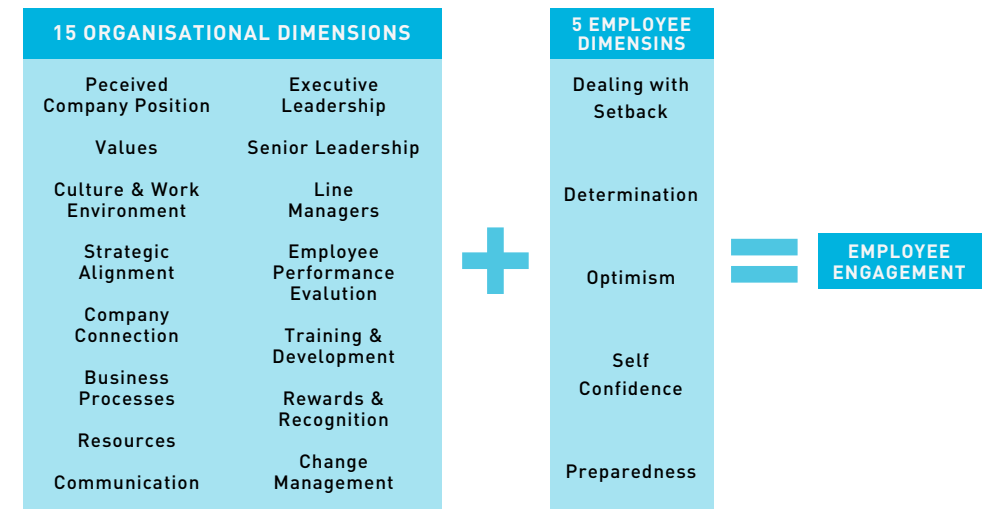 15 ORGANISATIONAL DIMENSIONS
Peceived
Company Position
Values
Culture & Work
Environment
Strategic
Alignment
Company
Connection
Business
Processes
Resources
Communication
Executive
Leadership
Senior Leadership
Line
Managers
Employee
Performance
Evalution
Training &
Development
Rewards &
Recognition
Change
Management
5 EMPLOYEE
DIMENSINS
Dealing with
Setback
Determination
Optimism
Self
Confidence
Preparedness
EMPLOYEE
ENGAGEMENT